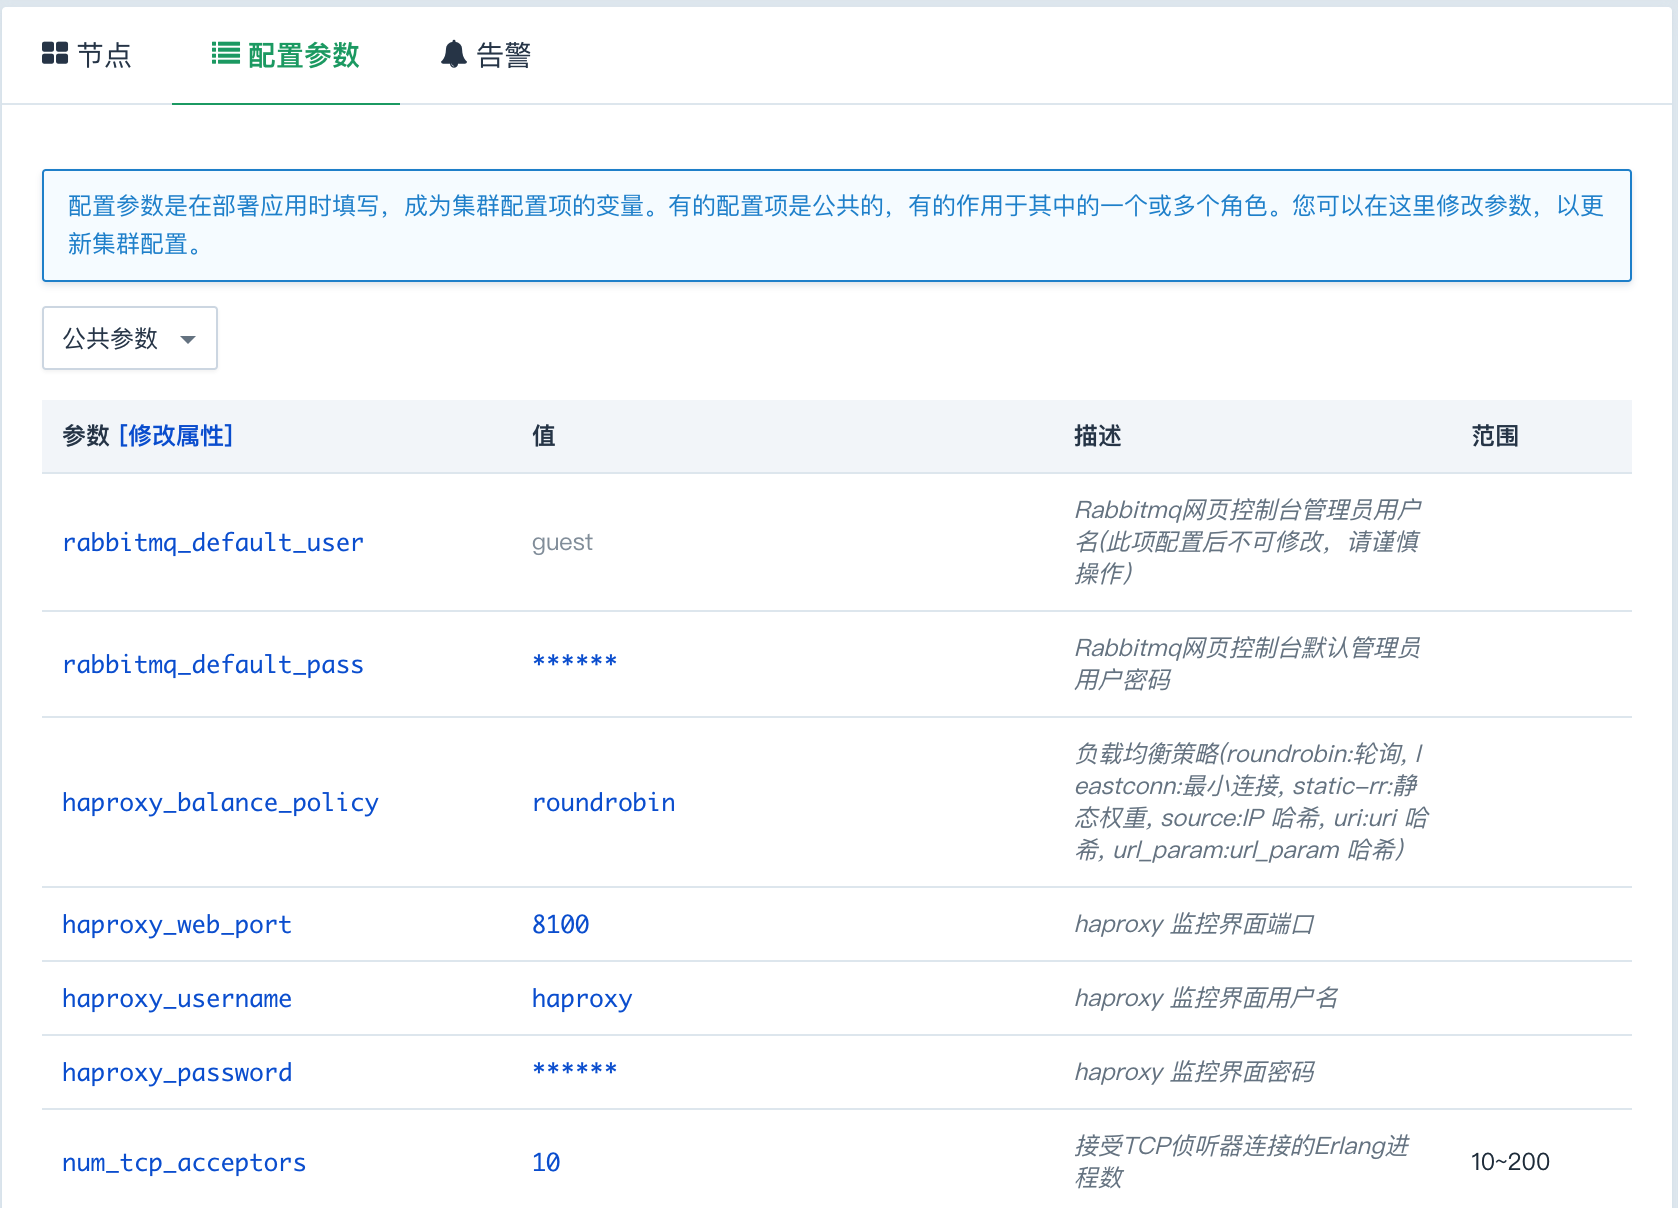 节点 配置参数 告警
配置参数是在部署应用时填写，成为集群配置项的变量。有的配置项是公共的，有的作用于其中的一个或多个角色。您可以在这里修改参数，以更
新集群配置。
公共参数
参数 [修改属性] 值 描述 范围
rabbitmq_default_user guest Rabbitmq网页控制台管理员用户
名(此项配置后不可修改，请谨慎
操作)
rabbitmq_default_pass ****** Rabbitmq网页控制台默认管理员
用户密码
haproxy_balance_policy roundrobin 负载均衡策略(roundrobin:轮询, l
eastconn:最小连接, static-rr:静
态权重, source:IP 哈希, uri:uri 哈
希, url_param:url_param 哈希)
haproxy_web_port 8100 haproxy 监控界面端口
haproxy_username haproxy haproxy 监控界面用户名
haproxy_password ****** haproxy 监控界面密码
num_tcp_acceptors 10 接受TCP侦听器连接的Erlang进 10~200
程数